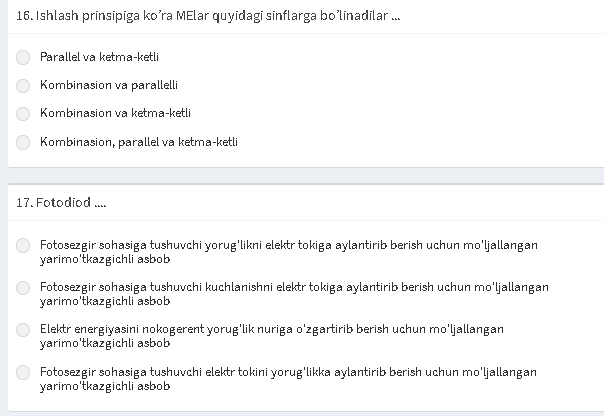 16. Ishlash prinsipiga ko’ra MElar quyidagi sinflarga bo’linadilar ...
Parallel va ketma-ketli
Kombinasion va parallelli
Kombinasion va ketma-ketli
Kombinasion, parallel va ketma-ketli
17. Fotodiod ....
Fotosezgir sohasiga tushuvchi yorug'likni elektr tokiga aylantirib berish uchun mo'ljallangan
yarimo'tkazgichli asbob
Fotosezgir sohasiga tushuvchi kuchlanishni elektr tokiga aylantirib berish uchun mo'ljallangan
yarimo'tkazgichli asbob
Elektr energiyasini nokogerent yorug'lik nuriga o'zgartirib berish uchun mo'ljallangan
yarimo'tkazgichli asbob
Fotosezgir sohasiga tushuvchi elektr tokini yorug'likka aylantirib berish uchun mo'ljallangan
yarimo'tkazgichli asbob